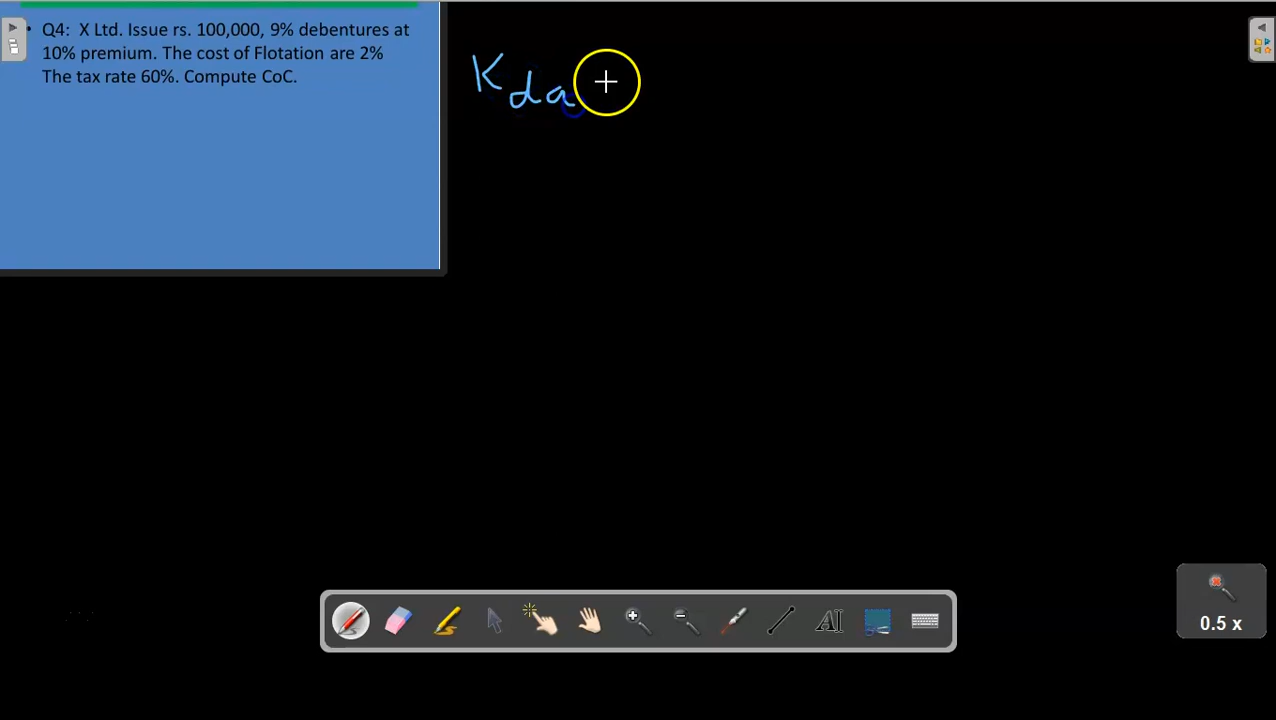 Q4: X Ltd. Issue rs. 100,000, 9% debentures at
10% premium. The cost of Flotation are 2%
The tax rate 60%. Compute CoC.
Kda
0.5 x